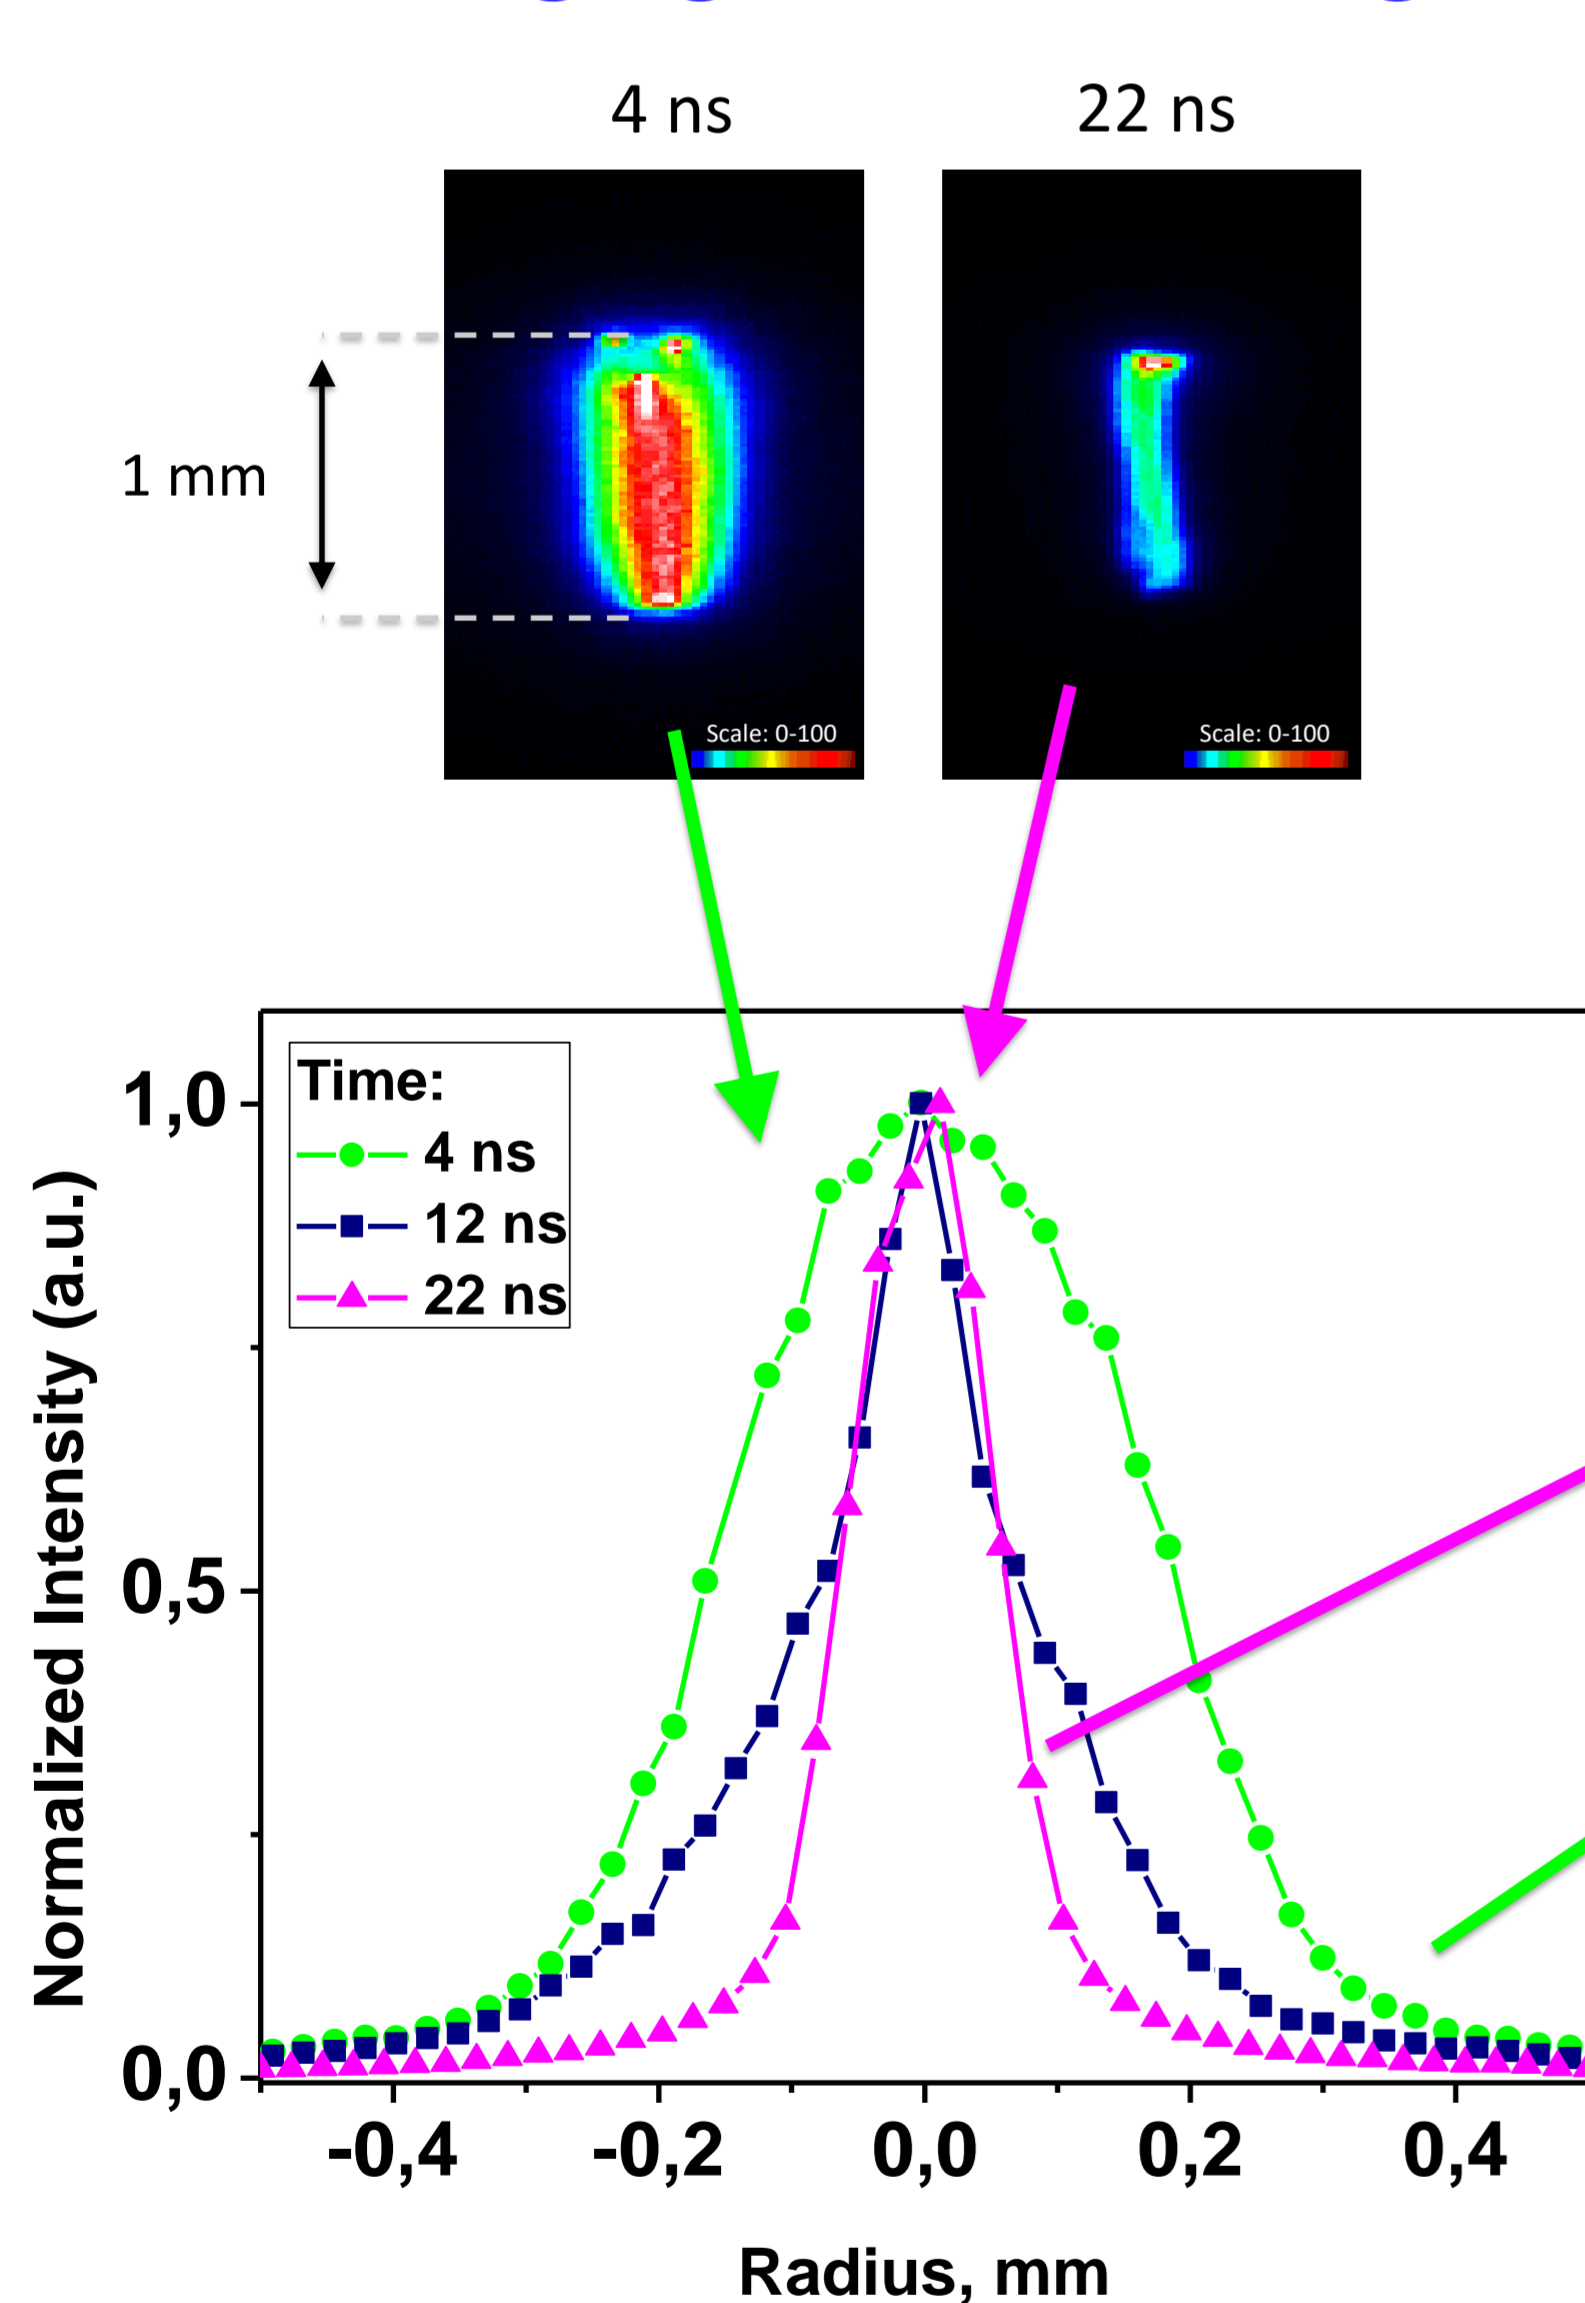 4 ns
22 ns
1 mm
Scale: 0-100
Scale: 0-100
Time:
4 ns
12 ns
22 ns
Normalized Intensity (a.u.)
1,0
0,5
0,0
-0,4
-0,2
0,0
0,2
0,4
Radius, mm